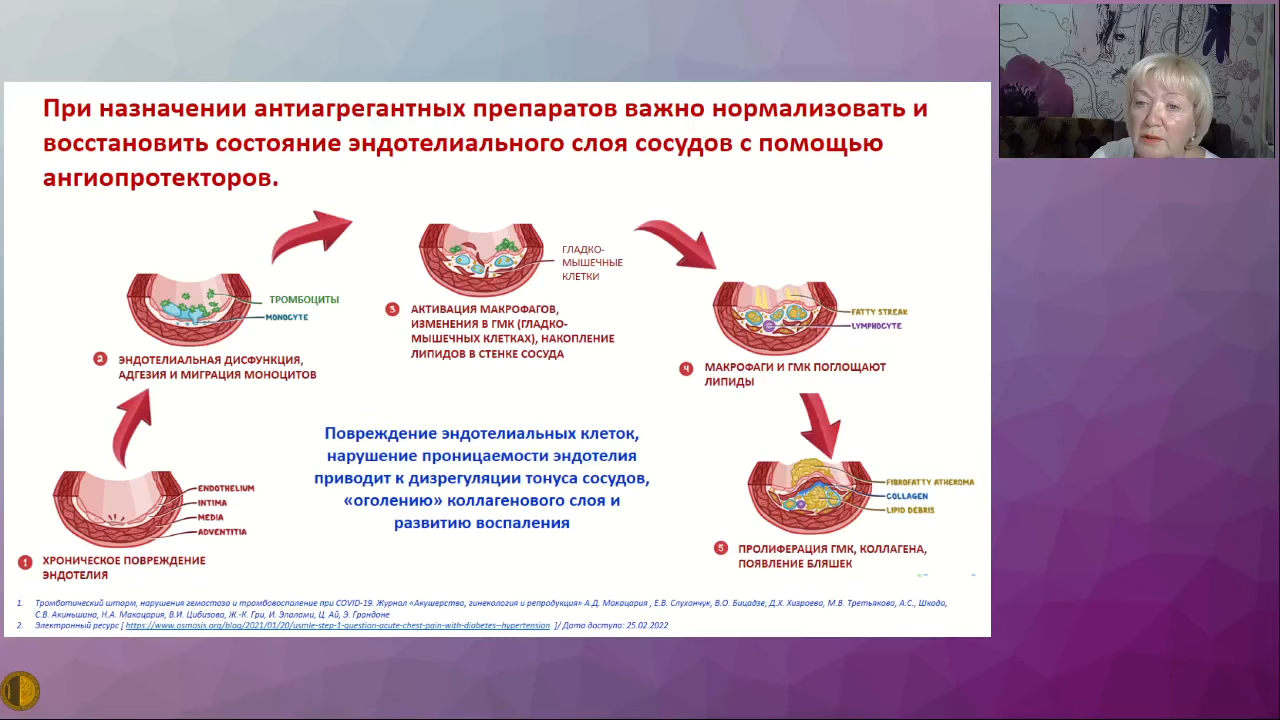 При назначении антиагрегантных препаратов важно нормализовать и
восстановить состояние эндотелиального слоя сосудов с помощью
ангиопротекторов.
1
ХРОНИЧЕСКОЕ ПОВРЕЖДЕНИЕ
ЭНДОТЕЛИЯ
ENDOTHELIUM
INTIMA
MEDIA
ADVENTITIA
2
ЭНДОТЕЛИАЛЬНАЯ ДИСФУНКЦИЯ,
АДГЕЗИЯ И МИГРАЦИЯ МОНОЦИТОВ
ТРОМБОЦИТЫ
MONOCYTE
3
АКТИВАЦИЯ МАКРОФАГОВ,
ИЗМЕНЕНИЯ В ГМК (ГЛАДКО-
МЫШЕЧНЫХ КЛЕТКАХ), НАКОПЛЕНИЕ
ЛИПИДОВ В СТЕНКЕ СОСУДА
ГЛАДКО-
МЫШЕЧНЫЕ
КЛЕТКИ
4
МАКРОФАГИ И ГМК ПОГЛОЩАЮТ
ЛИПИДЫ
FATTY STREAK
LYMPHOCYTE
5
ПРОЛИФЕРАЦИЯ ГМК, КОЛЛАГЕНА,
ПОЯВЛЕНИЕ БЛЯШЕК
FIBROFATTY ATHEROMA
COLLAGEN
LIPID DEBRIS
Повреждение эндотелиальных клеток,
нарушение проницаемости эндотелия
приводит к дизрегуляции тонуса сосудов,
«оголению» коллагенового слоя и
развитию воспаления
1. Тромботический шторм, нарушения гемостаза и тромбовоспаление при COVID-19. Журнал «Акушерство, гинекология и репродукция» А.Д. Макацария , Е.В. Слуханчук, В.О. Бицадзе, Д.Х. Хизроева, М.В. Третьякова, А.С., Шкода,
С.В. Акиньшина, Н.А. Макацария, В.И. Цибизова, Ж.-К. Гри, И. Элалами, Ц. Ай, Э. Грандоне
2. Электронный ресурс [ https://www.osmosis.org/blog/2021/01/20/usmle-step-1-question-acute-chest-pain-with-diabetes--hypertension ]/ Дата доступа: 25.02.2022